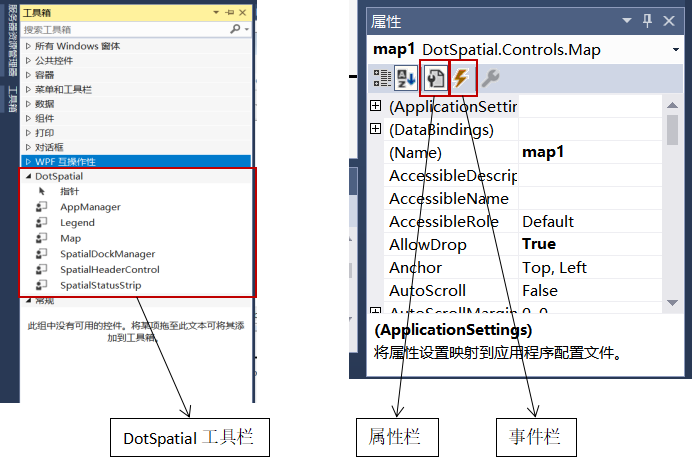 服务器资源管理器
工具箱
工具箱
搜索工具箱
所有 Windows 窗体
公共控件
容器
菜单和工具栏
数据
组件
打印
对话框
WPF 互操作性
DotSpatial
指针
AppManager
Legend
Map
SpatialDockManager
SpatialHeaderControl
SpatialStatusStrip
常规
此组中没有可用的控件。将某项拖至此文本可将其添
加到工具箱。
DotSpatial 工具栏
属性
map1 DotSpatial.Controls.Map
(ApplicationSettin
(DataBindings)
(Name) map1
AccessibleDescrip
AccessibleName
AccessibleRole Default
AllowDrop True
Anchor Top, Left
AutoScroll False
AutoScrollMargin 0, 0
(ApplicationSettings)
将属性设置映射到应用程序配置文件。
属性栏
事件栏